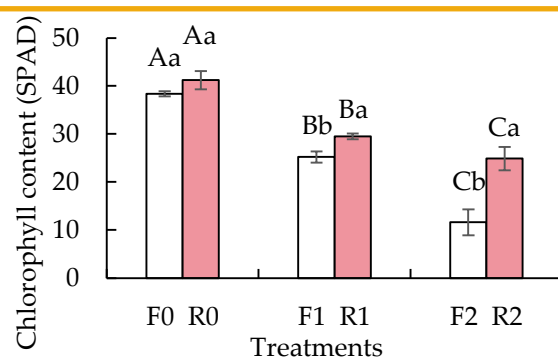 Chlorophyll content (SPAD)
50
40
30
20
10
0
Aa
Aa
Bb
Ba
Cb
Ca
F0 R0
F1 R1
F2 R2
Treatments